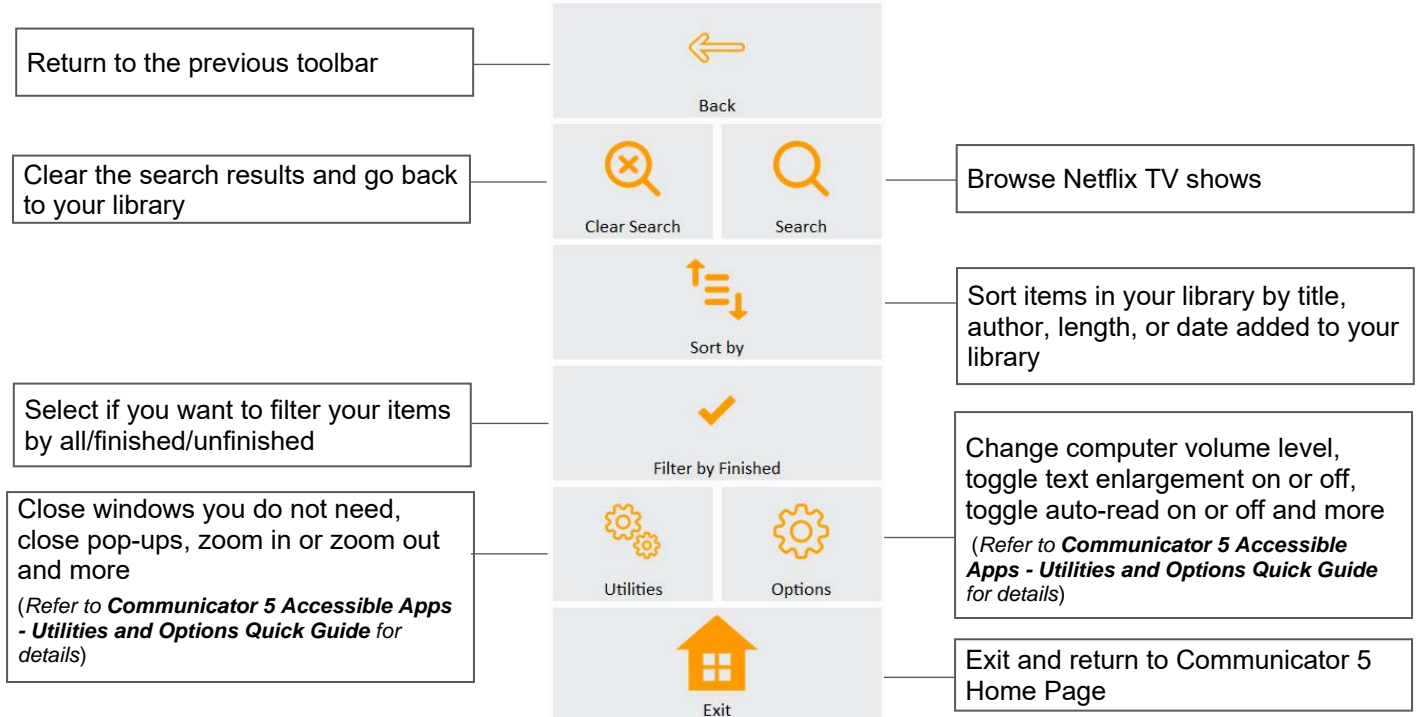 Return to the previous toolbar
Back
Clear the search results and go back
to your library
Clear Search
Search
Browse Netflix TV shows
Sort by
Sort items in your library by title,
author, length, or date added to your
library
Select if you want to filter your items
by all/finished/unfinished
Filter by Finished
Close windows you do not need,
close pop-ups, zoom in or zoom out
and more
(Refer to Communicator 5 Accessible Apps
- Utilities and Options Quick Guide for
details)
Utilities
Options
Change computer volume level,
toggle text enlargement on or off,
toggle auto-read on or off and more
(Refer to Communicator 5 Accessible
Apps - Utilities and Options Quick Guide
for details)
Exit
Exit and return to Communicator 5
Home Page